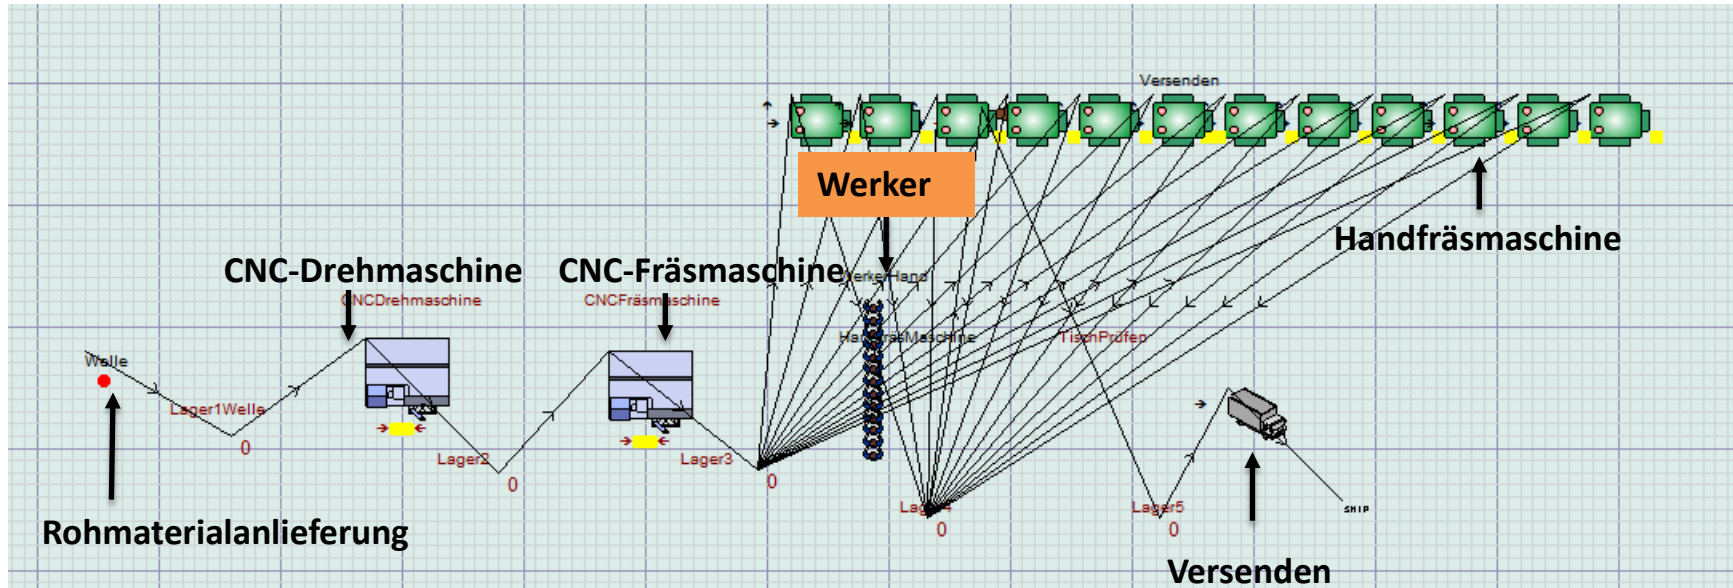 Versenden
Werker
Handfräsmaschine
CNC-Drehmaschine
CNC-Fräsmaschine
WerkerHand
CNCDrehmaschine
CNCFräsmaschine
HandfräsMaschine
TischPrüfen
Welle
Lager1Welle
0
Lager2
0
Lager3
0
Lager4
0
Lager5
0
SHIP
Rohmaterialanlieferung
Versenden